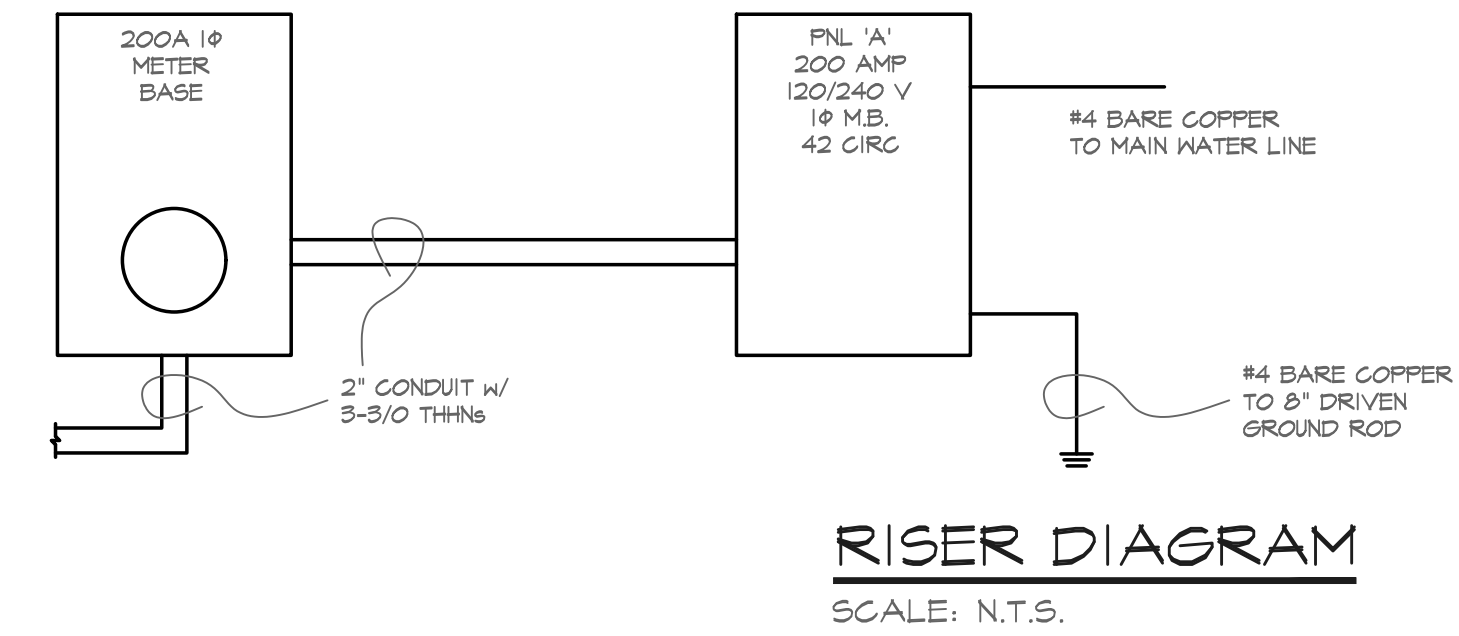 200A 1Φ
METER
BASE
PNL 'A'
200 AMP
120/240 V
1Φ M.B.
42 CIRC
#4 BARE COPPER
TO MAIN WATER LINE
2" CONDUIT W/
3-3/0 THHNs
#4 BARE COPPER
TO 8" DRIVEN
GROUND ROD
RISER DIAGRAM
SCALE: N.T.S.